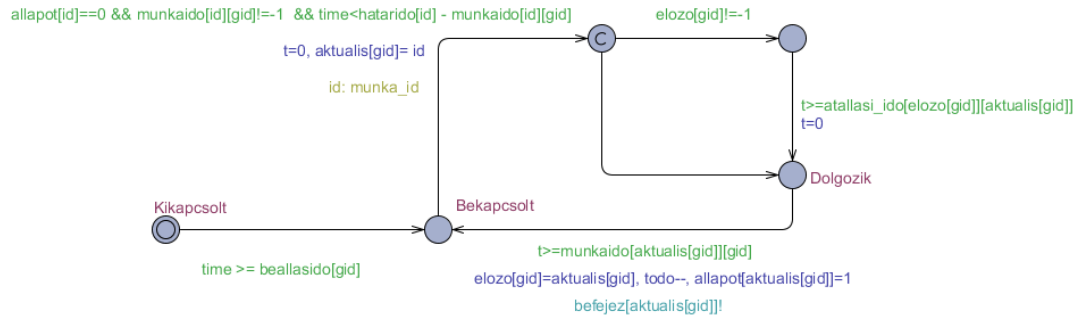 allapot[id]==0 && munkaido[id][gid]!=-1 && time<hatarido[id] - munkaido[id][gid]
elozo[gid]!=-1
t=0, aktualis[gid]= id
C
id: munka_id
t>=atallasi_ido[elozo[gid]][aktualis[gid]]
t=0
Dolgozik
Kikapcsolt
Bekapcsolt
t>=munkaido[aktualis[gid]][gid]
time >= beallasido[gid]
elozo[gid]=aktualis[gid], todo--, allapot[aktualis[gid]]=1
befejez[aktualis[gid]]!